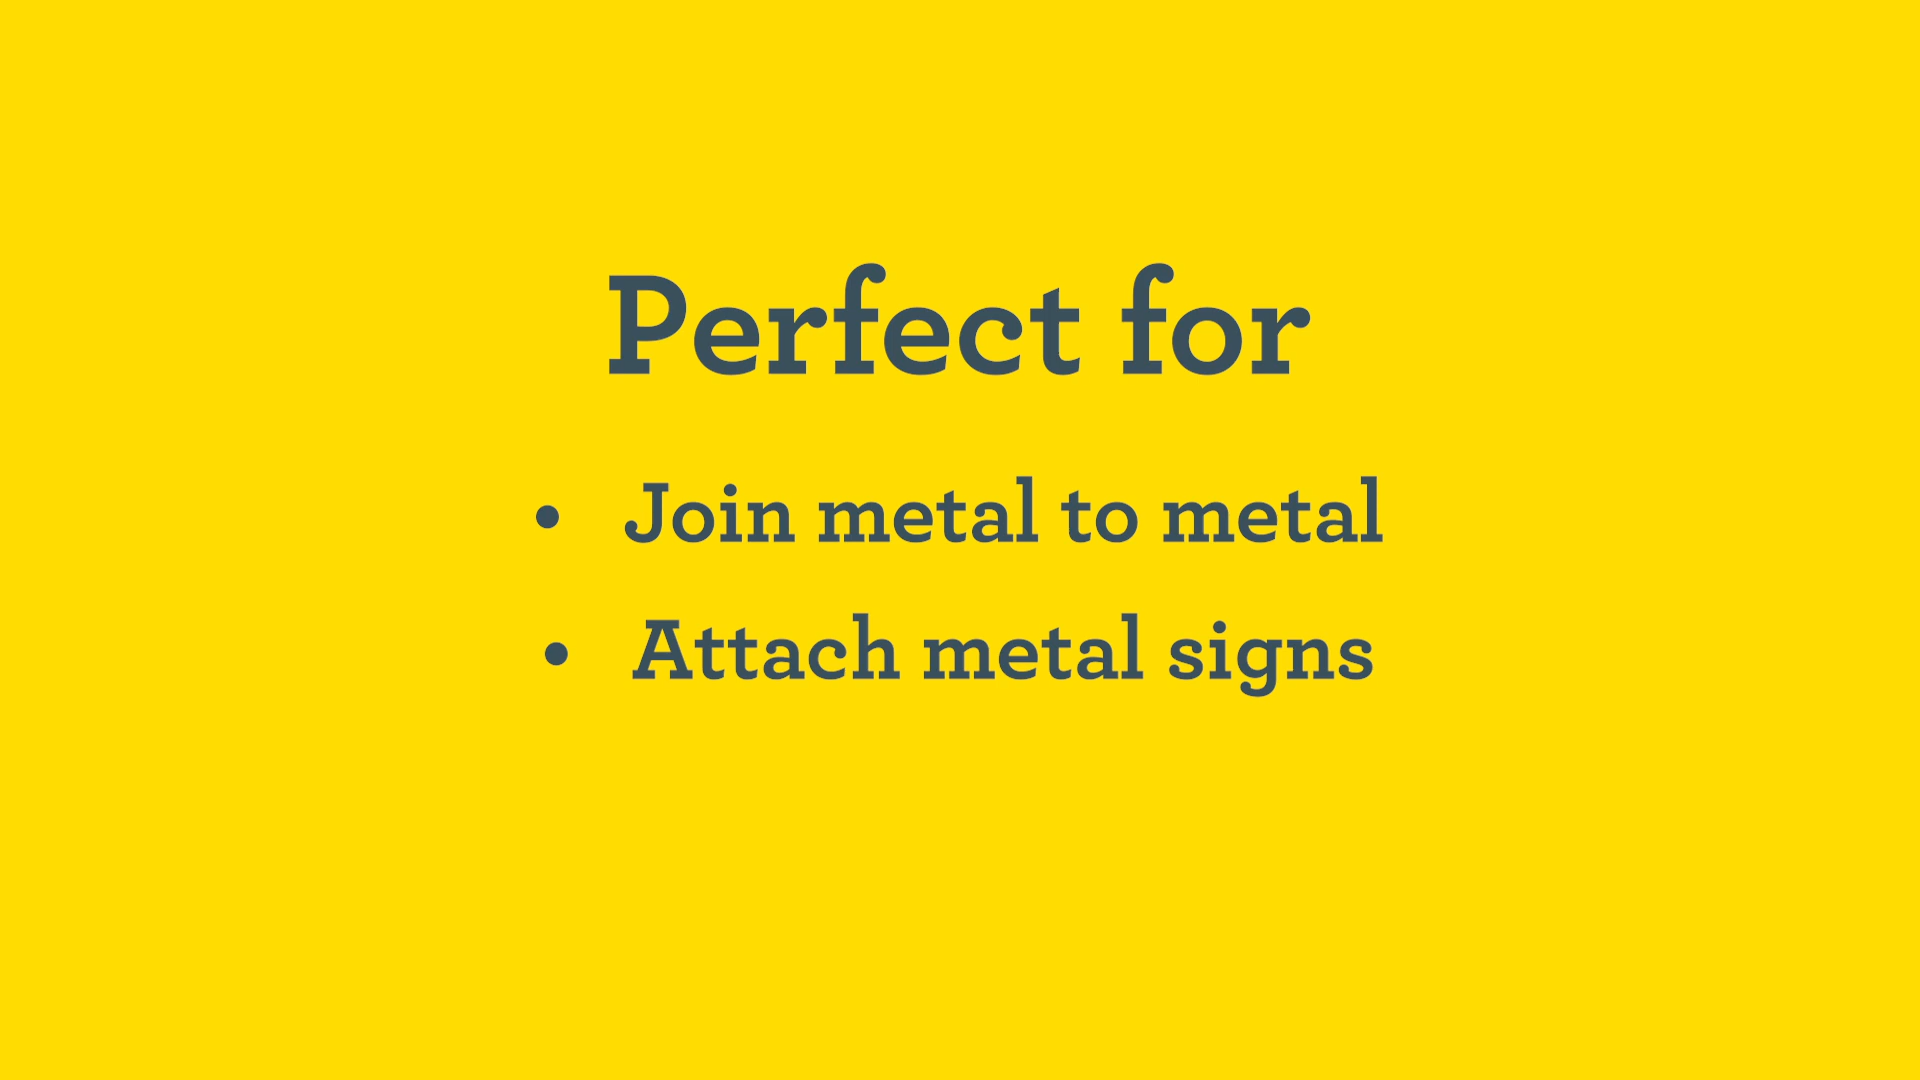 Perfect for
• Join metal to metal
• Attach metal signs